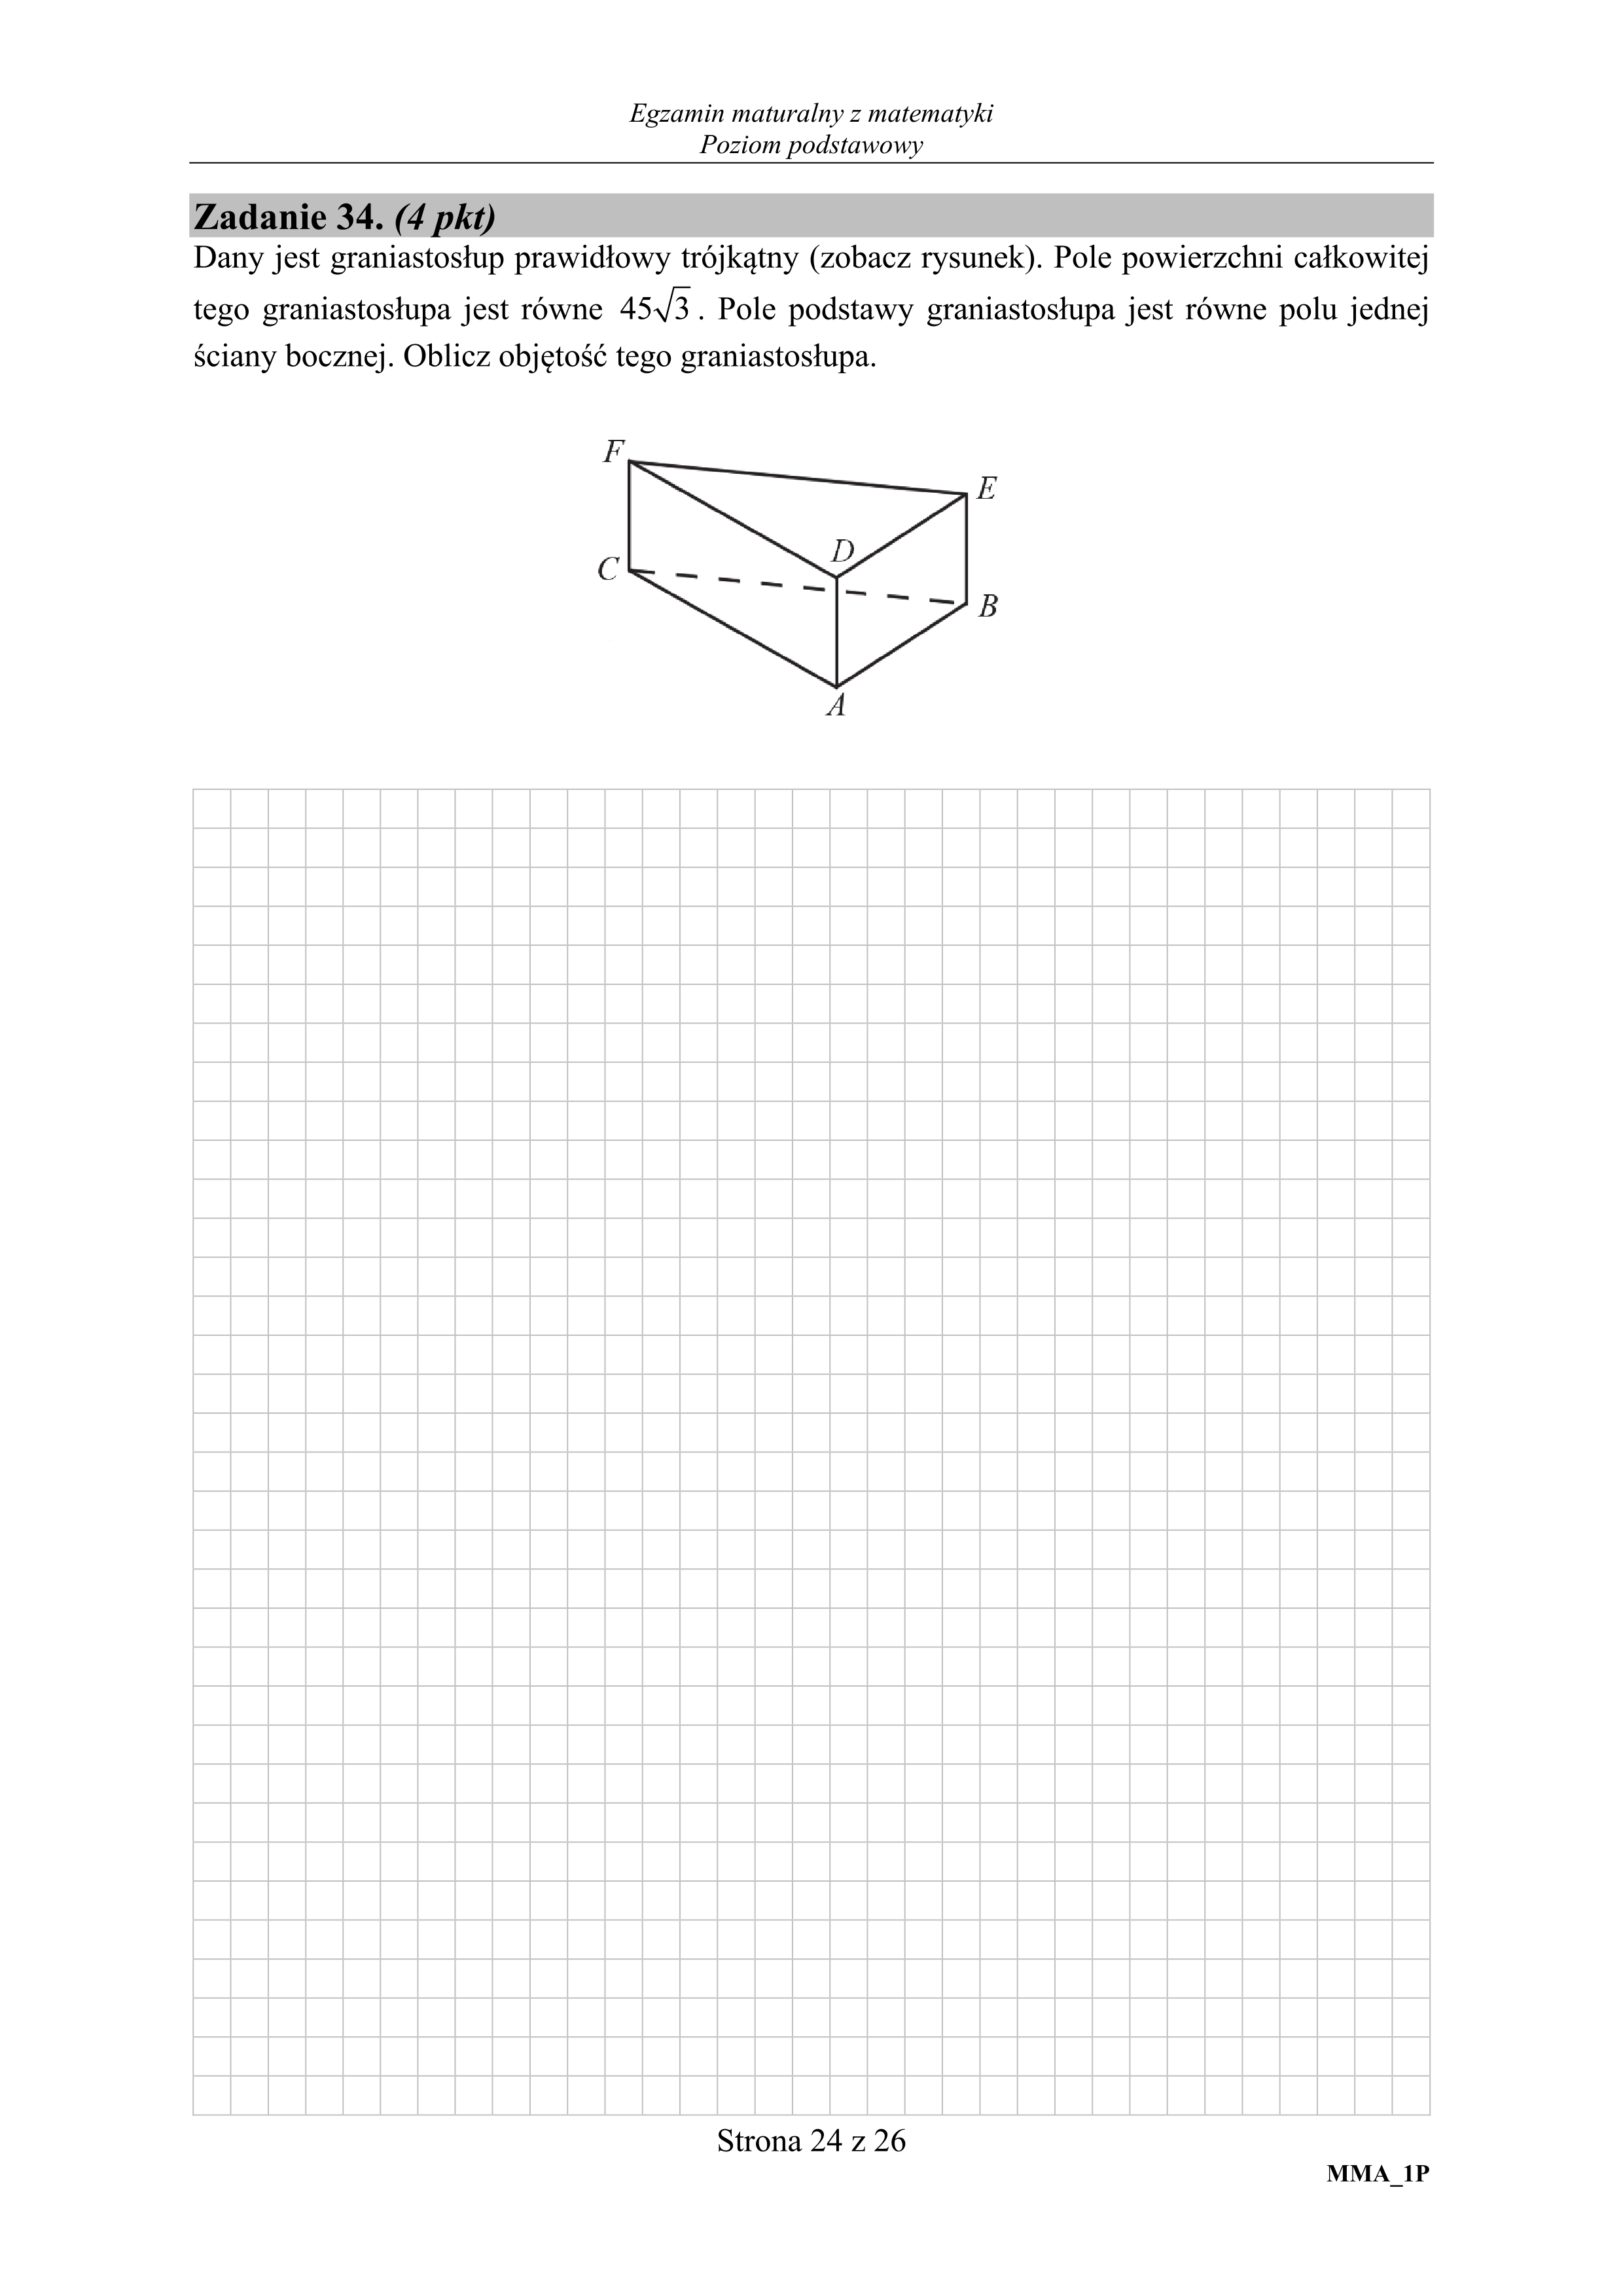 Egzamin maturalny z matematyki
Poziom podstawowy
Zadanie 34. (4 pkt)
Dany jest graniastosłup prawidłowy trójkątny (zobacz rysunek). Pole powierzchni całkowitej
tego graniastosłupa jest równe 45√3 . Pole podstawy graniastosłupa jest równe polu jednej
ściany bocznej. Oblicz objętość tego graniastosłupa.
F
E
D
C
B
A
Strona 24 z 26
MMA_1P